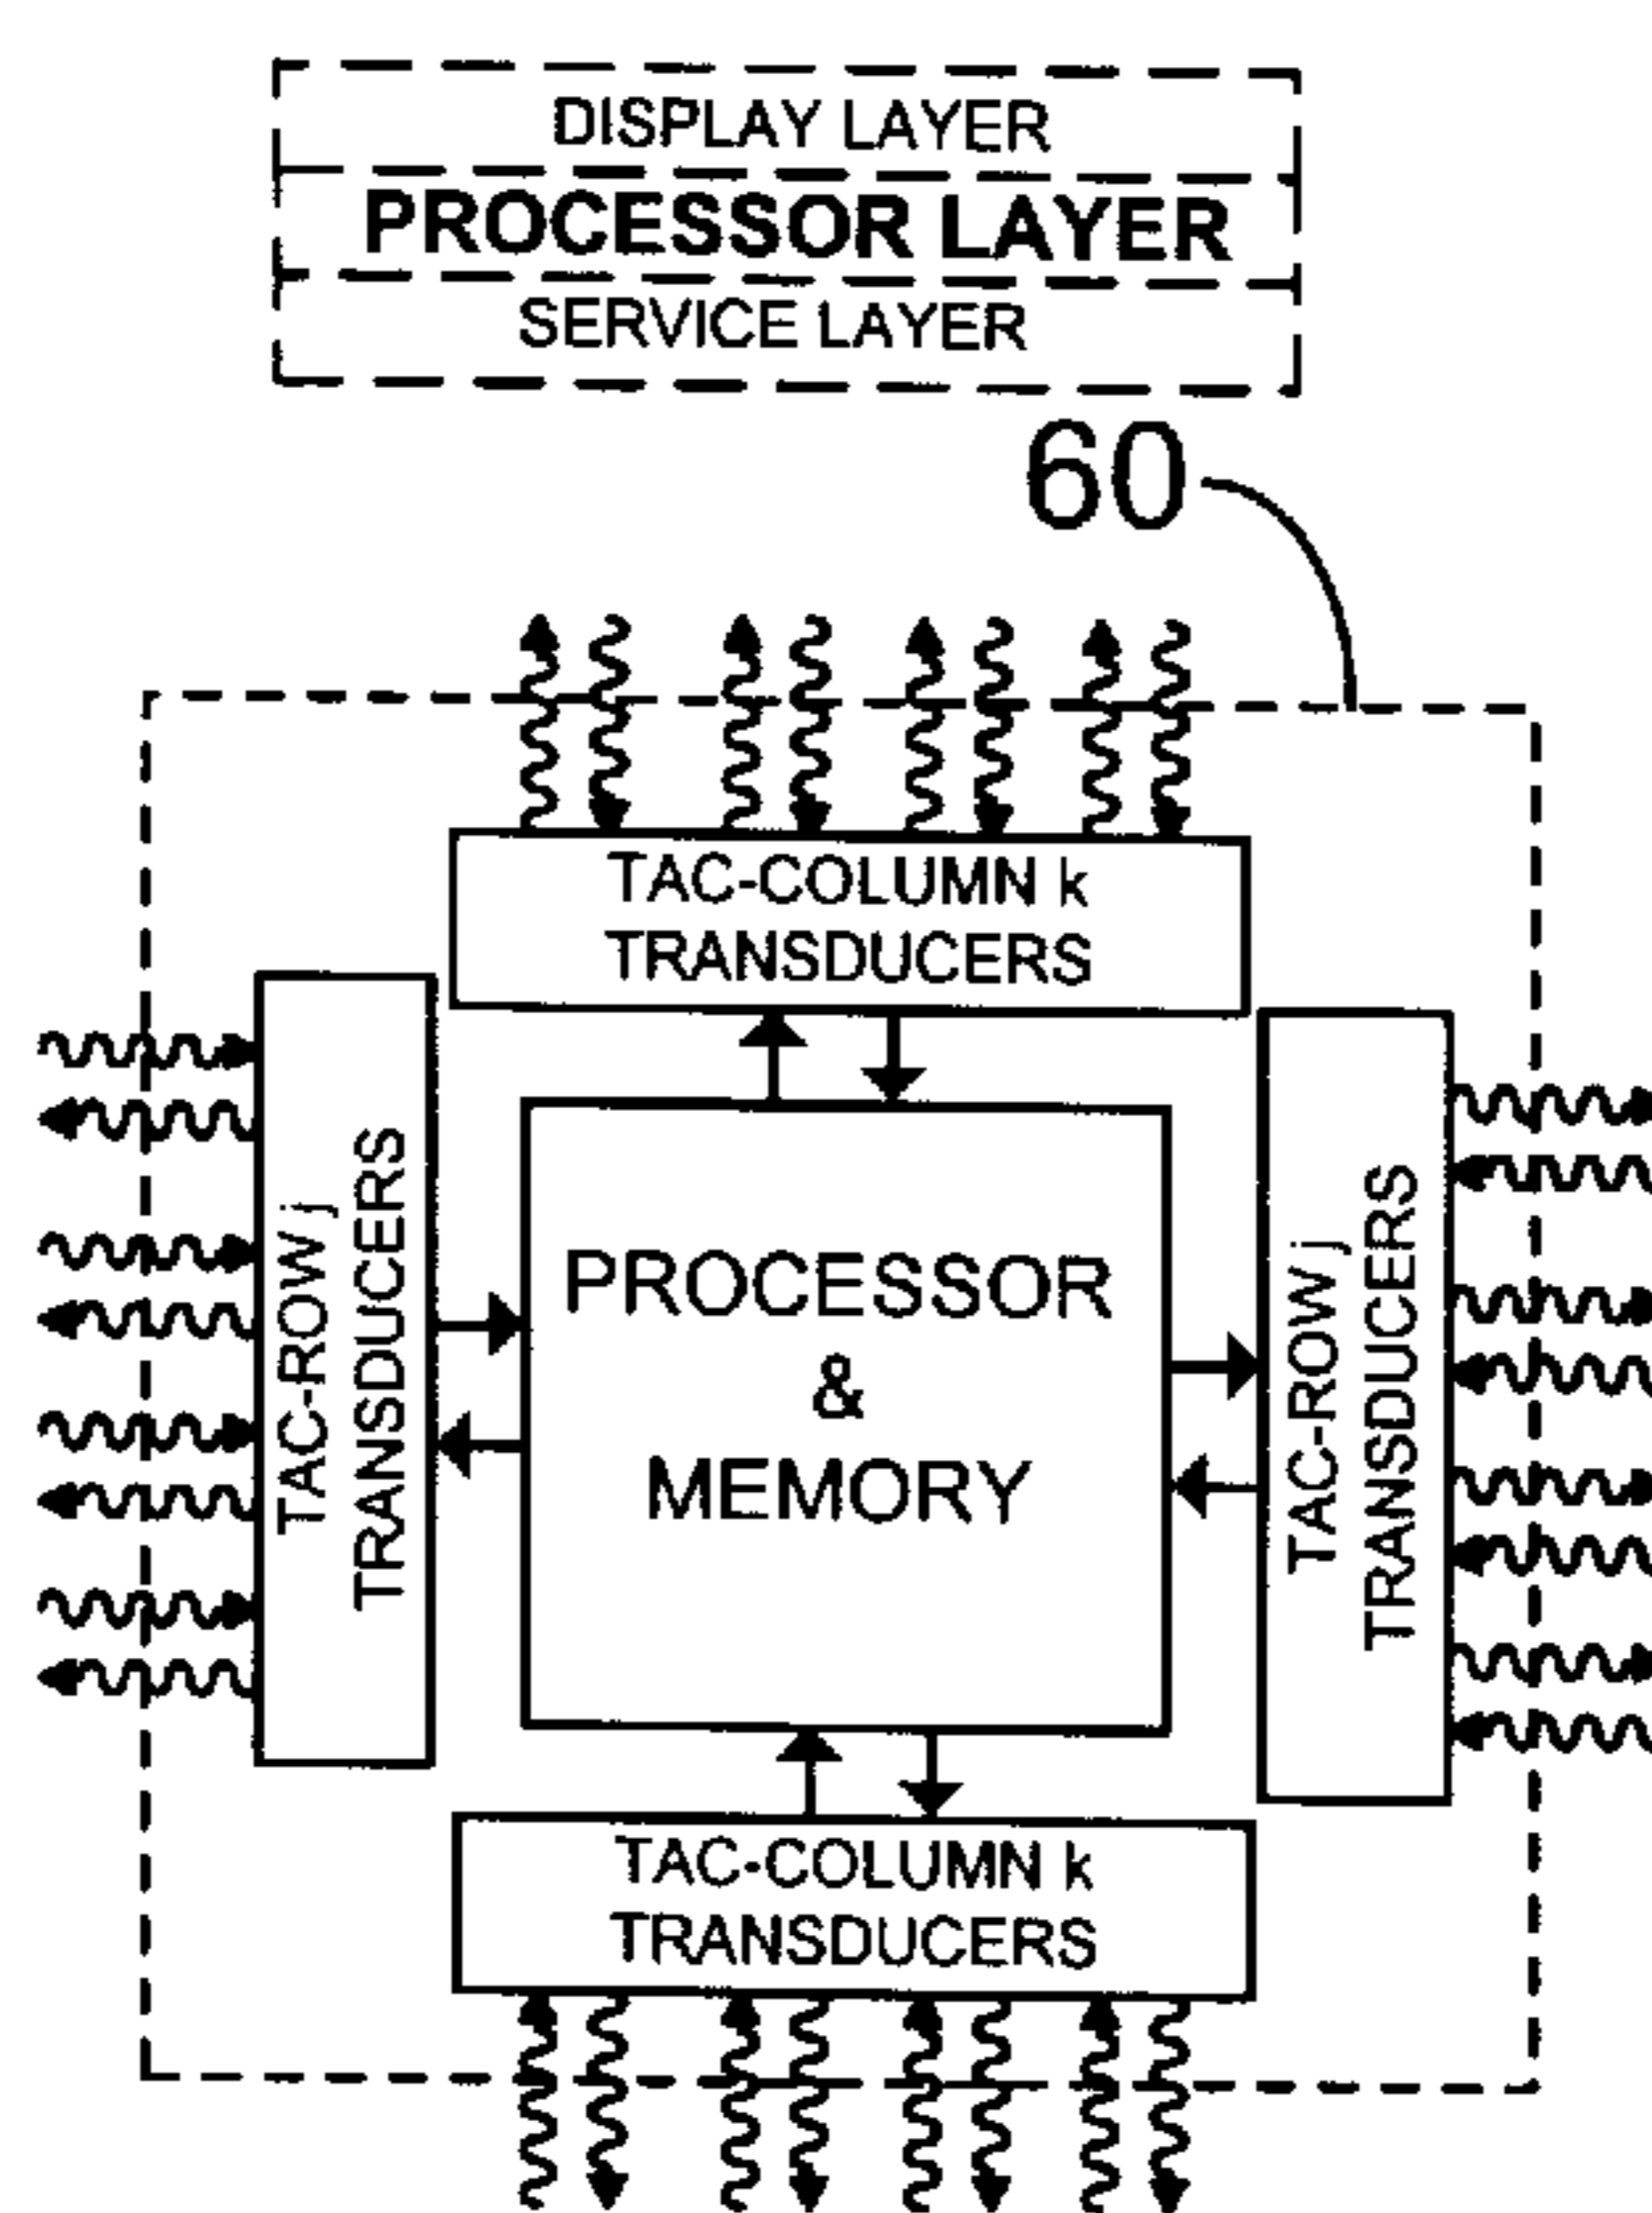 DISPLAY LAYER
PROCESSOR LAYER
SERVICE LAYER
60
TAC-COLUMN k
TRANSDUCERS
TAC-ROW j
TRANSDUCERS
PROCESSOR
&
MEMORY
TAC-ROW j
TRANSDUCERS
TAC-COLUMN k
TRANSDUCERS